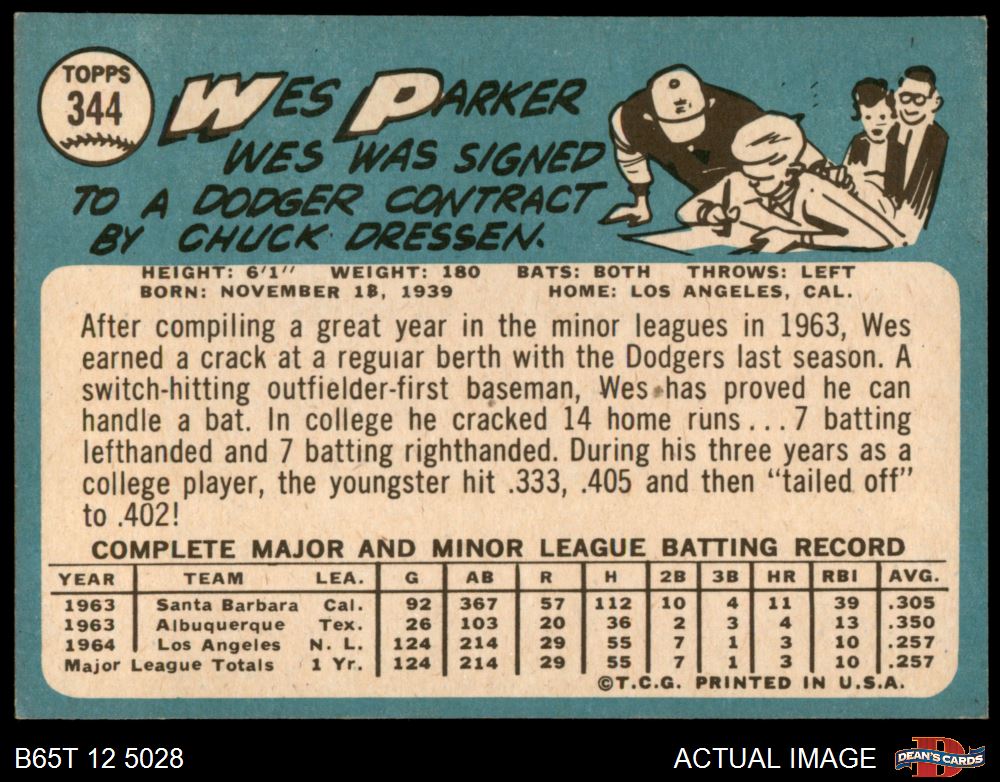 TOPPS
344
WES PARKER
WES WAS SIGNED
TO A DODGER CONTRACT
BY CHUCK DRESSEN.
HEIGHT: 6'1" WEIGHT: 180 BATS: BOTH THROWS: LEFT
BORN: NOVEMBER 13, 1939 HOME: LOS ANGELES, CAL.
After compiling a great year in the minor leagues in 1963, Wes
earned a crack at a regular berth with the Dodgers last season. A
switch-hitting outfielder-first baseman, Wes has proved he can
handle a bat. In college he cracked 14 home runs...7 batting
lefthanded and 7 batting righthanded. During his three years as a
college player, the youngster hit .333, .405 and then "tailed off"
to .402!
COMPLETE MAJOR AND MINOR LEAGUE BATTING RECORD
YEAR TEAM LEA. G AB R H 2B 3B HR RBI AVG.
1963 Santa Barbara Cal. 92 367 57 112 10 4 11 39 .305
1963 Albuquerque Tex. 26 103 20 36 2 3 4 13 .350
1964 Los Angeles N. L. 124 214 29 55 7 1 3 10 .257
Major League Totals 1 Yr. 124 214 29 55 7 1 3 10 .257
©T.C.G. PRINTED IN U.S.A.
B65T 12 5028
ACTUAL IMAGE
D
DEAN'S CARDS